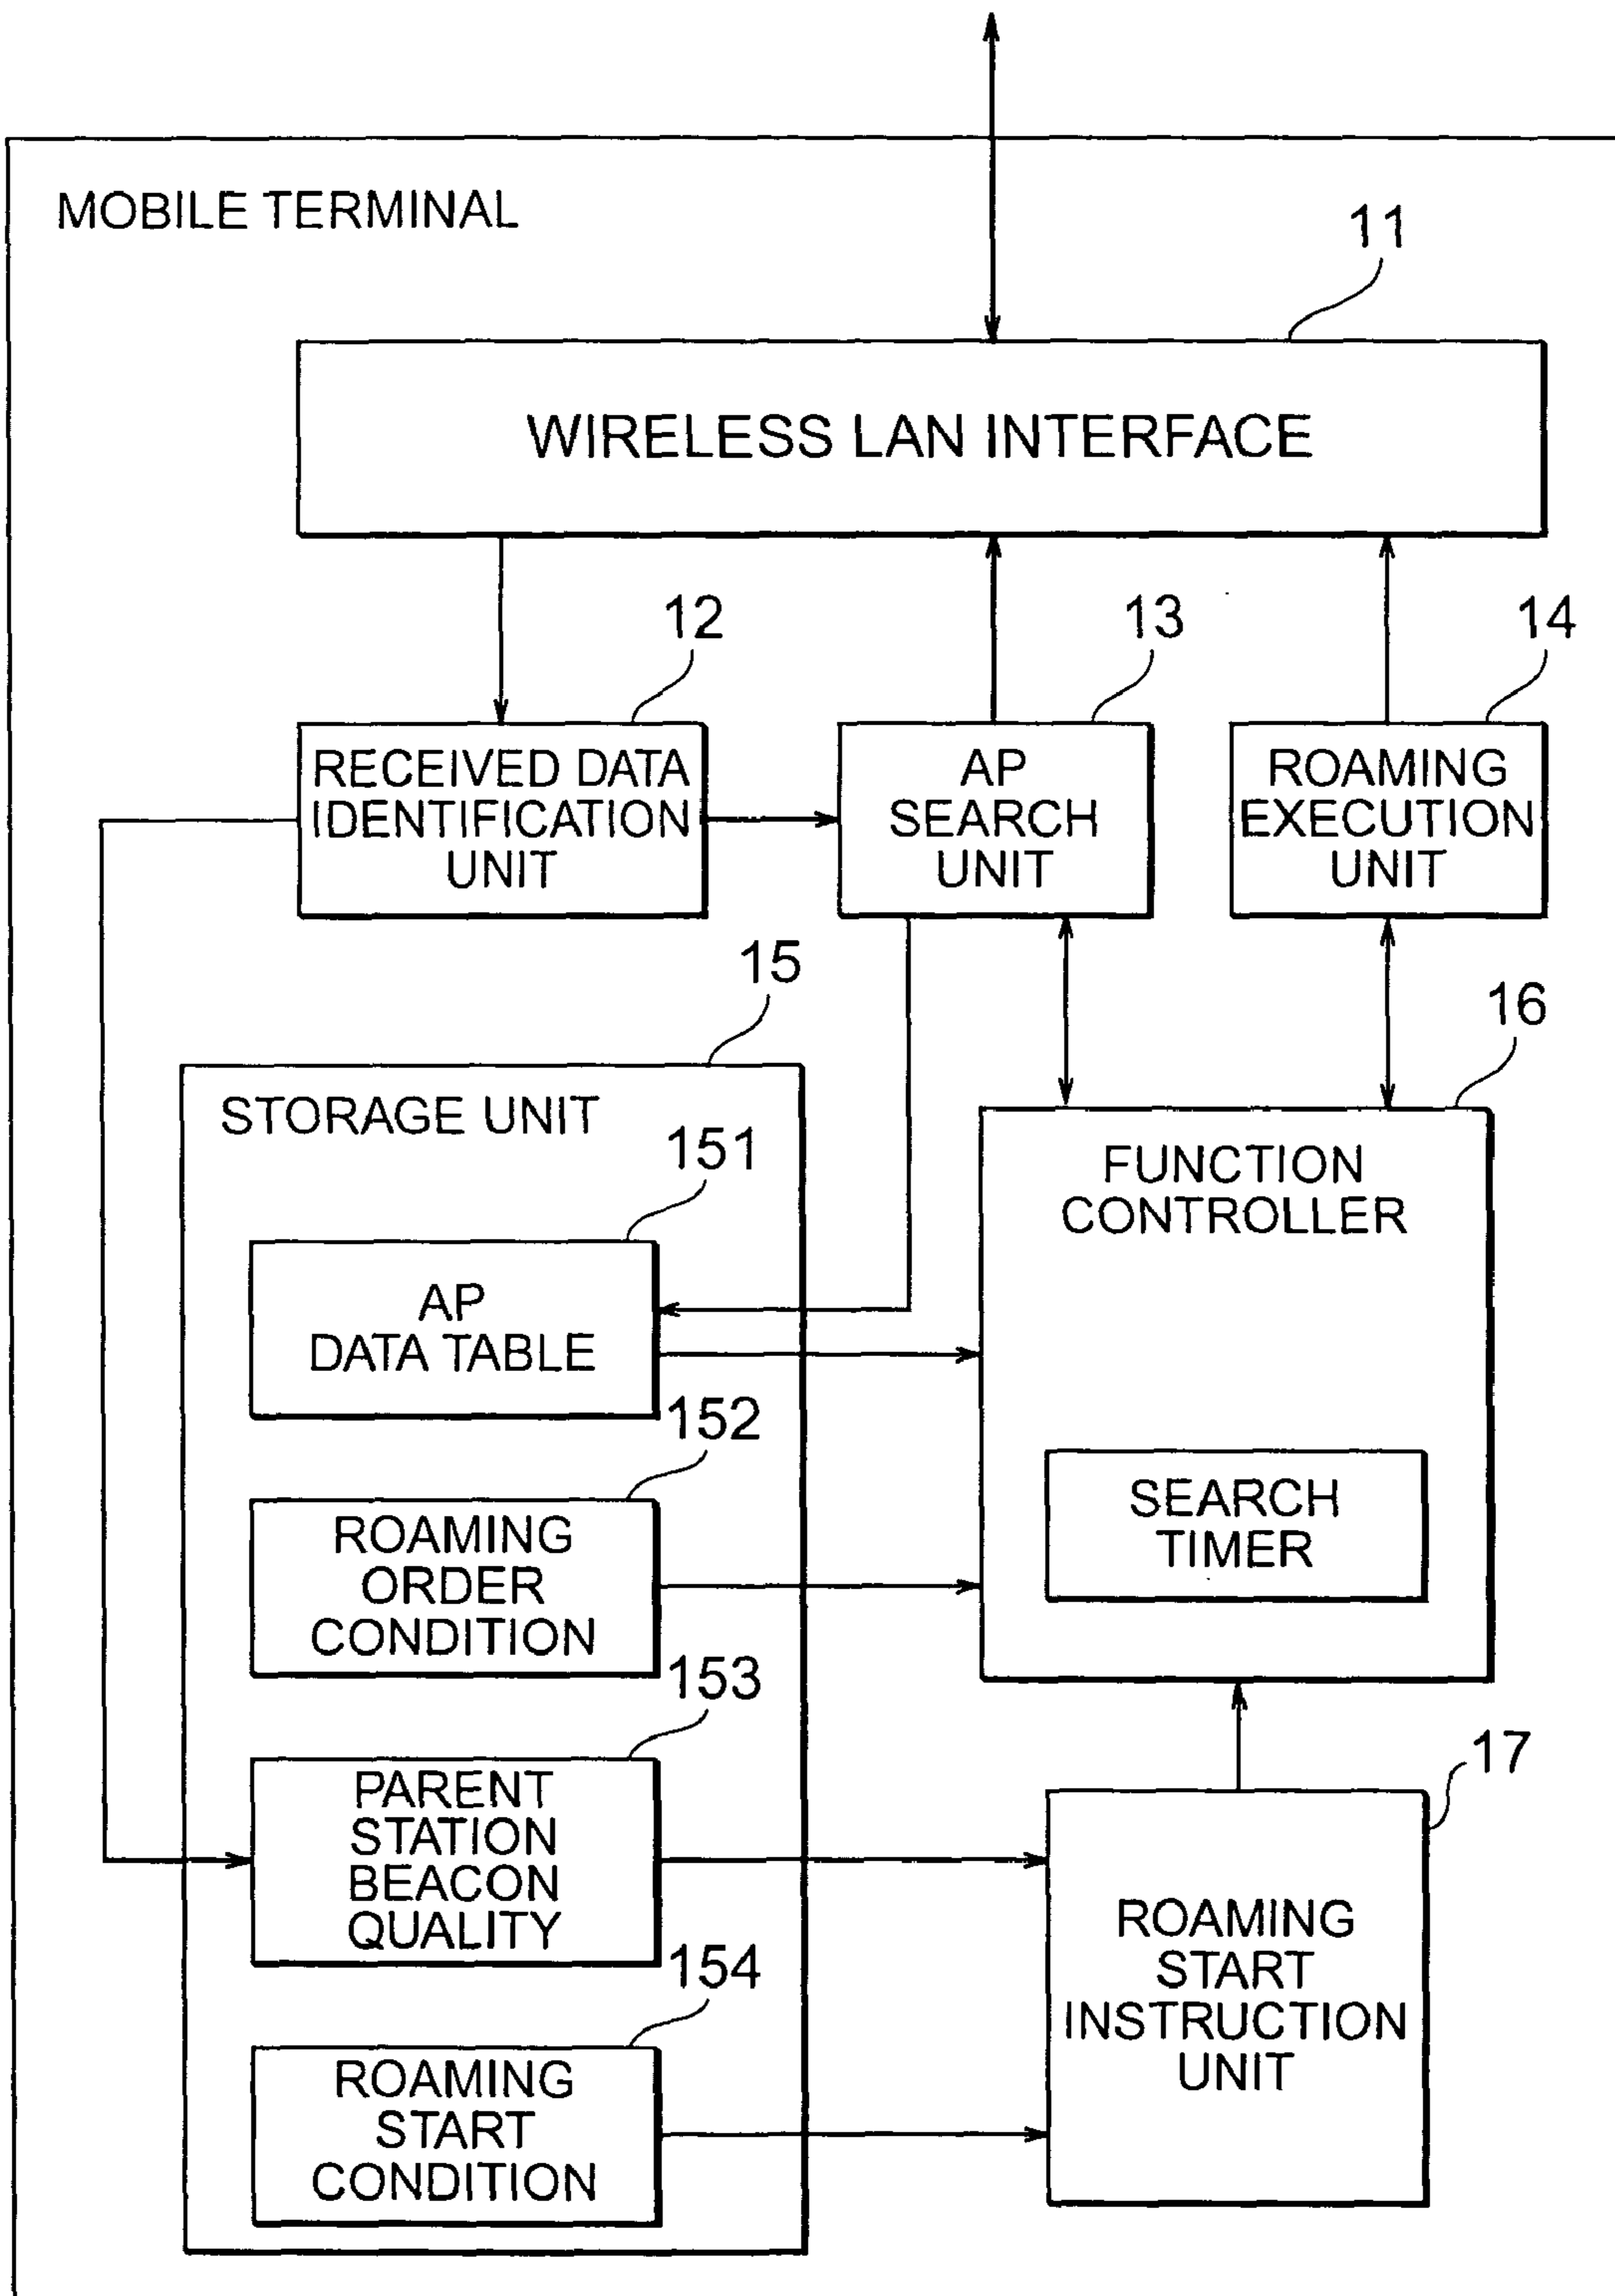 MOBILE TERMINAL
11
WIRELESS LAN INTERFACE
12
13
14
RECEIVED DATA
IDENTIFICATION
UNIT
AP
SEARCH
UNIT
ROAMING
EXECUTION
UNIT
15
16
STORAGE UNIT
151
AP
DATA TABLE
FUNCTION
CONTROLLER
152
ROAMING
ORDER
CONDITION
SEARCH
TIMER
153
PARENT
STATION
BEACON
QUALITY
17
154
ROAMING
START
CONDITION
ROAMING
START
INSTRUCTION
UNIT